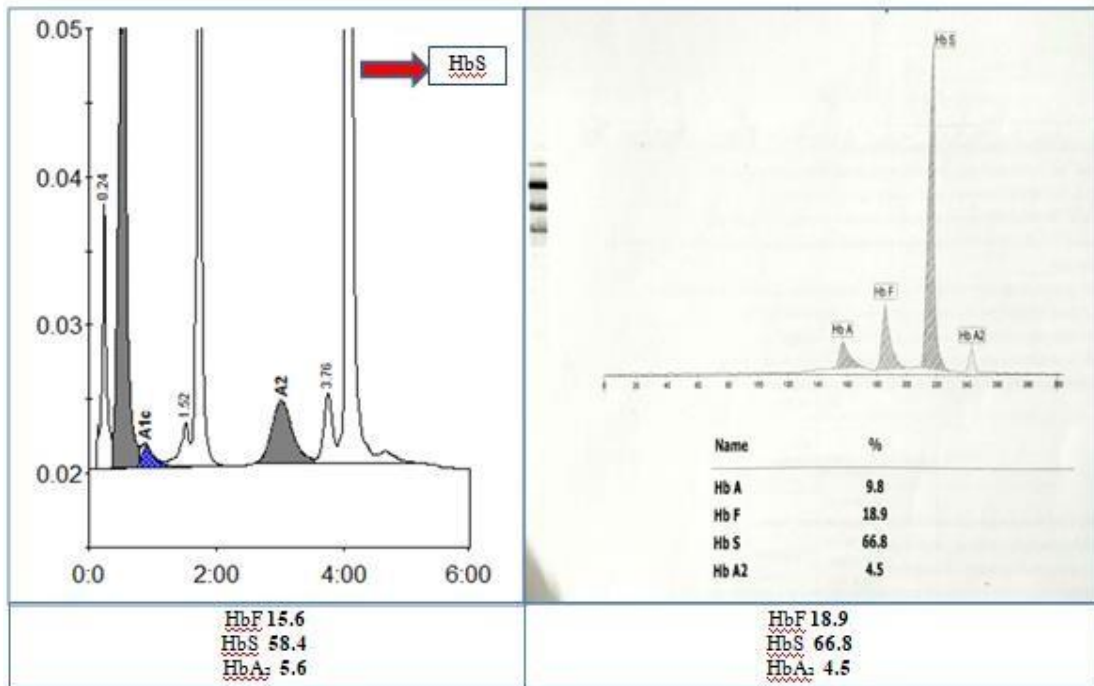 0.05
HbS
0.04
0.24
0.03
A1c
1.52
A2
3.76
0.02
0:0
2:00
4:00
6:00
HbF 15.6
HbS 58.4
HbA₂ 5.6
Hb S
Hb F
Hb A
Hb A2
Name %
Hb A 9.8
Hb F 18.9
Hb S 66.8
Hb A2 4.5
HbF 18.9
HbS 66.8
HbA₂ 4.5